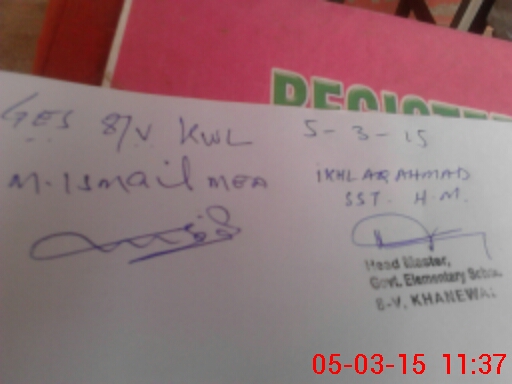 REGISTER
GES 8/V KWL
5-3-15
M. Ismail MEA
IKHLAQ AHMAD
SST. H.M.
Head Master,
Govt. Elementary School
8-V, KHANEWAL
05-03-15 11:37